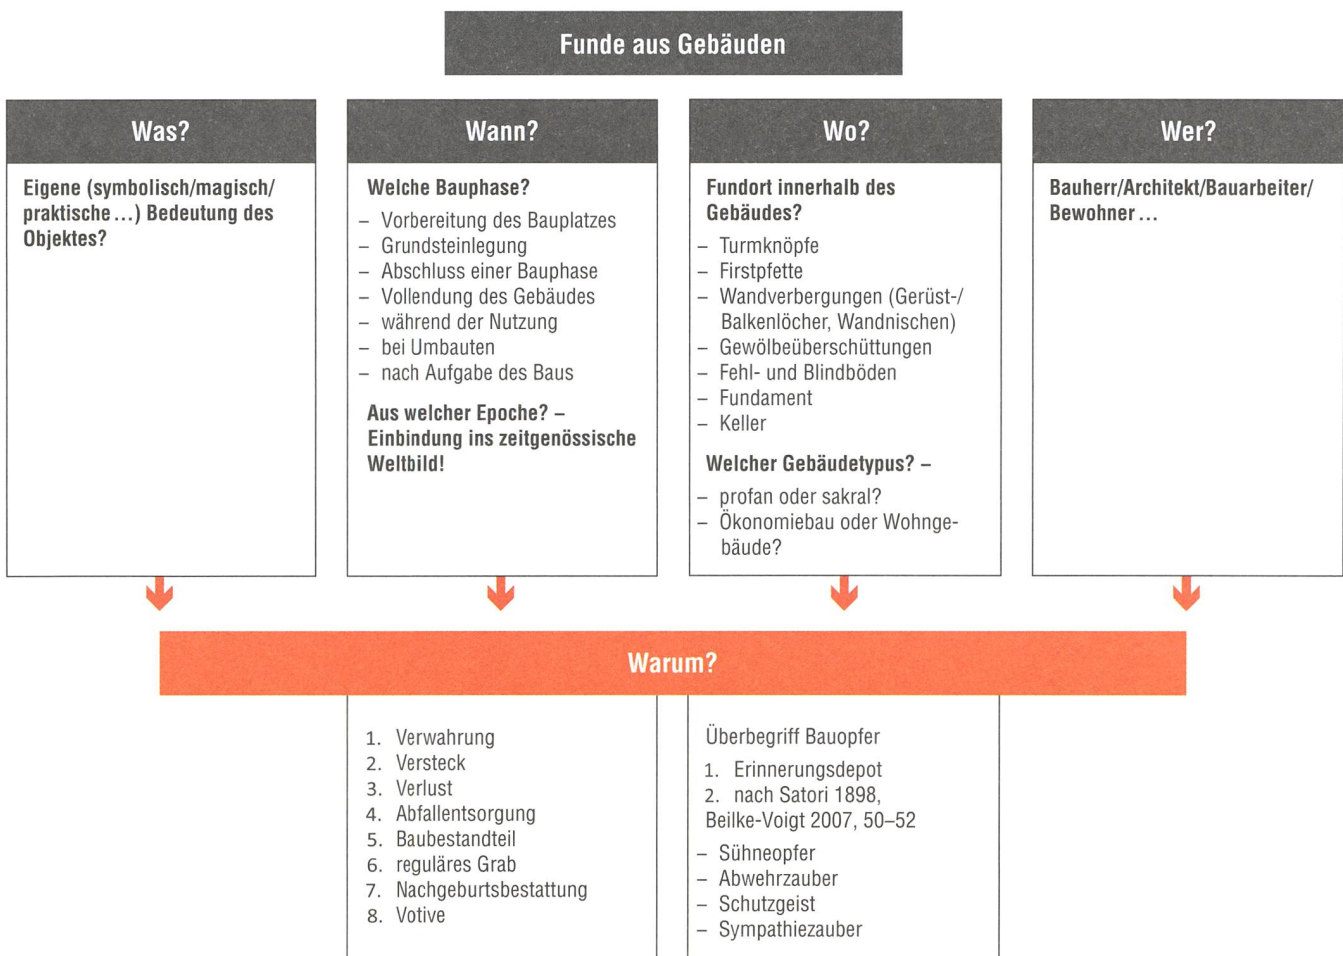 Funde aus Gebäuden
Was?
Eigene (symbolisch/magisch/
praktische ...) Bedeutung des
Objektes?
Wann?
Welche Bauphase?
– Vorbereitung des Bauplatzes
– Grundsteinlegung
– Abschluss einer Bauphase
– Vollendung des Gebäudes
– während der Nutzung
– bei Umbauten
– nach Aufgabe des Baus
Aus welcher Epoche? –
Einbindung ins zeitgenössische
Weltbild!
Wo?
Fundort innerhalb des
Gebäudes?
– Turmknöpfe
– Firstpfette
– Wandverbergungen (Gerüst-/
Balkenlöcher, Wandnischen)
– Gewölbeüberschüttungen
– Fehl- und Blindböden
– Fundament
– Keller
Welcher Gebäudetypus? –
– profan oder sakral?
– Ökonomiebau oder Wohnge-
bäude?
Wer?
Bauherr/Architekt/Bauarbeiter/
Bewohner ...
Warum?
1. Verwahrung
2. Versteck
3. Verlust
4. Abfallentsorgung
5. Baubestandteil
6. reguläres Grab
7. Nachgeburtsbestattung
8. Votive
Überbegriff Bauopfer
1. Erinnerungsdepot
2. nach Satori 1898,
Beilke-Voigt 2007, 50–52
– Sühneopfer
– Abwehrzauber
– Schutzgeist
– Sympathiezauber